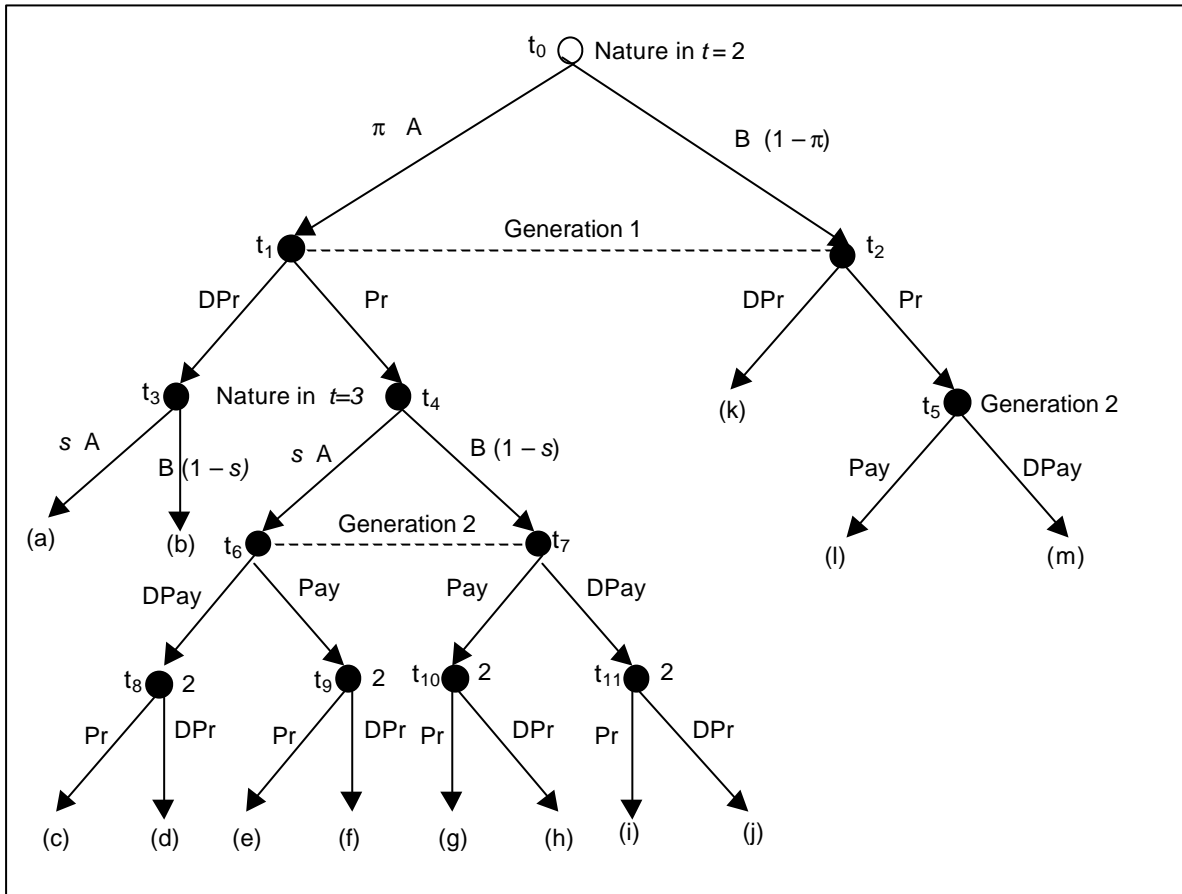 t0 Nature in t = 2
π A
B (1 – π)
Generation 1
t1
t2
DPr
Pr
DPr
Pr
t3
Nature in t=3
t4
(k)
t5
Generation 2
s A
B (1 – s)
s A
B (1 – s)
Pay
DPay
(a)
(b)
Generation 2
t6
t7
(l)
(m)
DPay
Pay
Pay
DPay
t8
2
t9
2
t10
2
t11
2
Pr
DPr
Pr
DPr
Pr
DPr
Pr
DPr
(c)
(d)
(e)
(f)
(g)
(h)
(i)
(j)